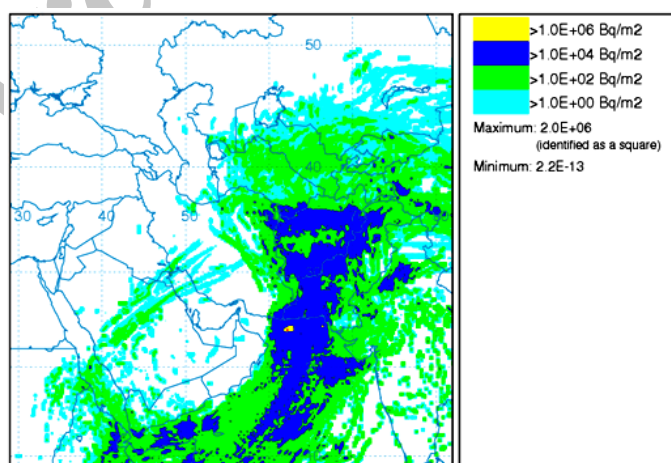 50
40
30
40
50
>1.0E+06 Bq/m2
>1.0E+04 Bq/m2
>1.0E+02 Bq/m2
>1.0E+00 Bq/m2
Maximum: 2.0E+06
(identified as a square)
Minimum: 2.2E-13